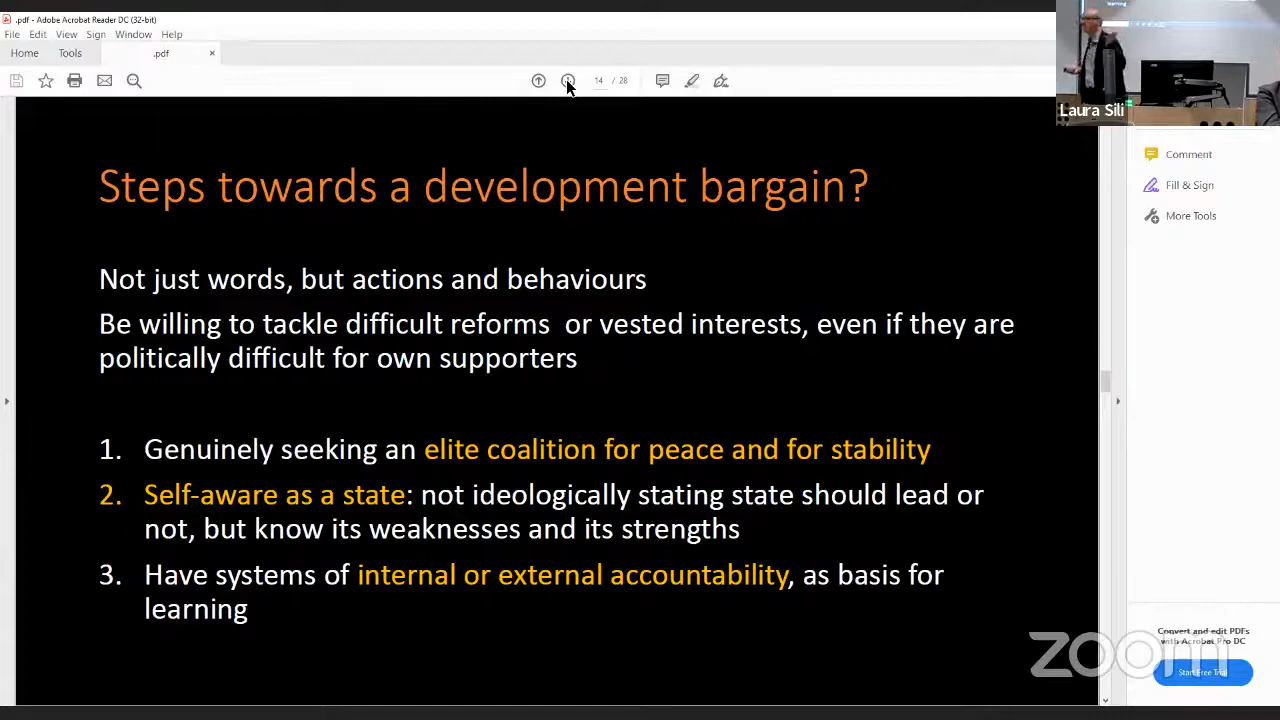 .pdf - Adobe Acrobat Reader DC (32-bit)
File Edit View Sign Window Help
Home Tools .pdf ×
14 / 28
learning
Laura Sili
Comment
Fill & Sign
More Tools
Steps towards a development bargain?
Not just words, but actions and behaviours
Be willing to tackle difficult reforms or vested interests, even if they are
politically difficult for own supporters
1. Genuinely seeking an elite coalition for peace and for stability
2. Self-aware as a state: not ideologically stating state should lead or
not, but know its weaknesses and its strengths
3. Have systems of internal or external accountability, as basis for
learning
Convert and edit PDFs
with Acrobat Pro DC
Start Free Trial
zoom